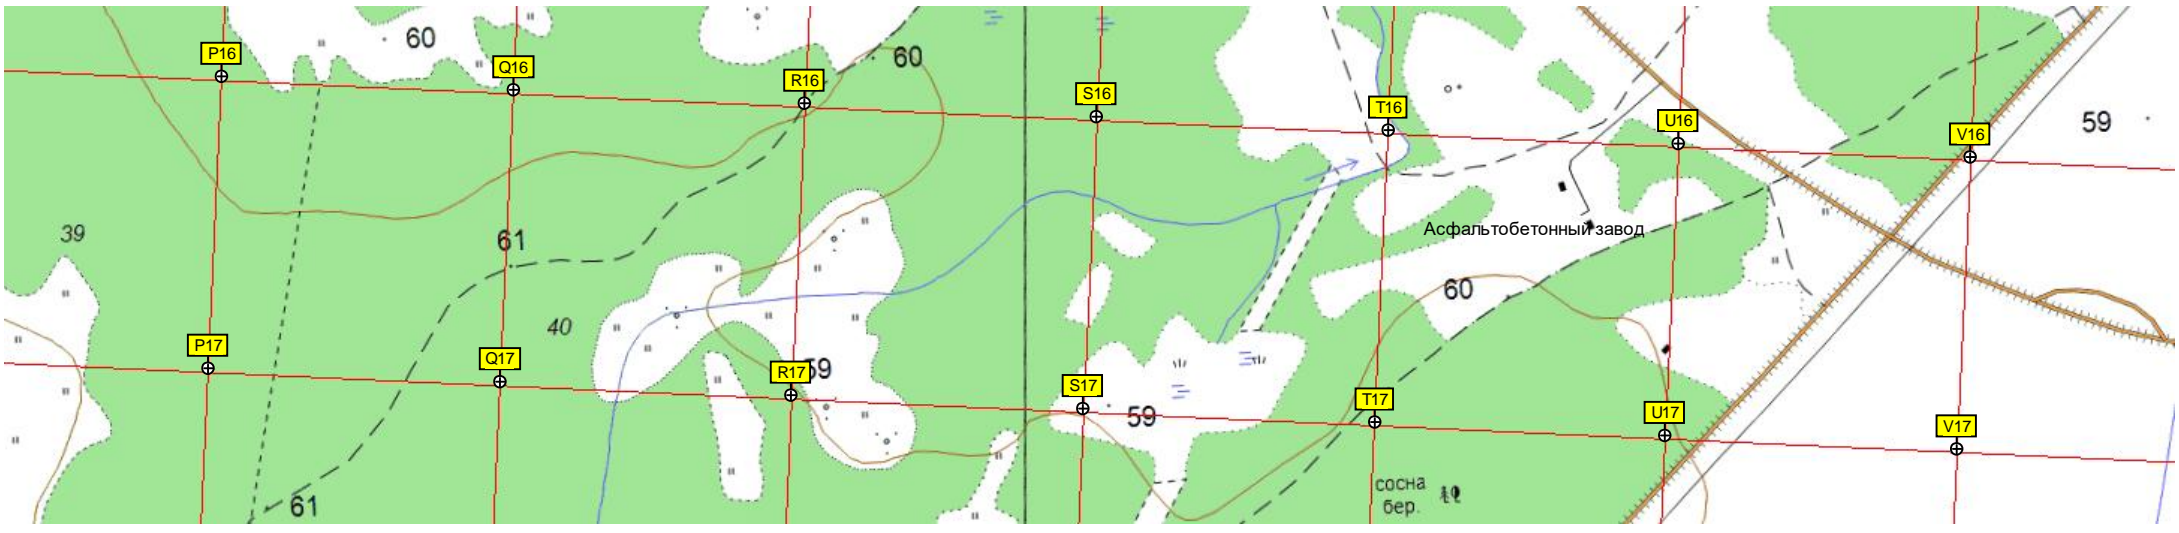 60
60
P16
Q16
R16
S16
T16
U16
V16
59
39
61
Асфальтобетонный завод
60
40
P17
Q17
R17
59
S17
59
T17
U17
V17
сосна
бер.
61